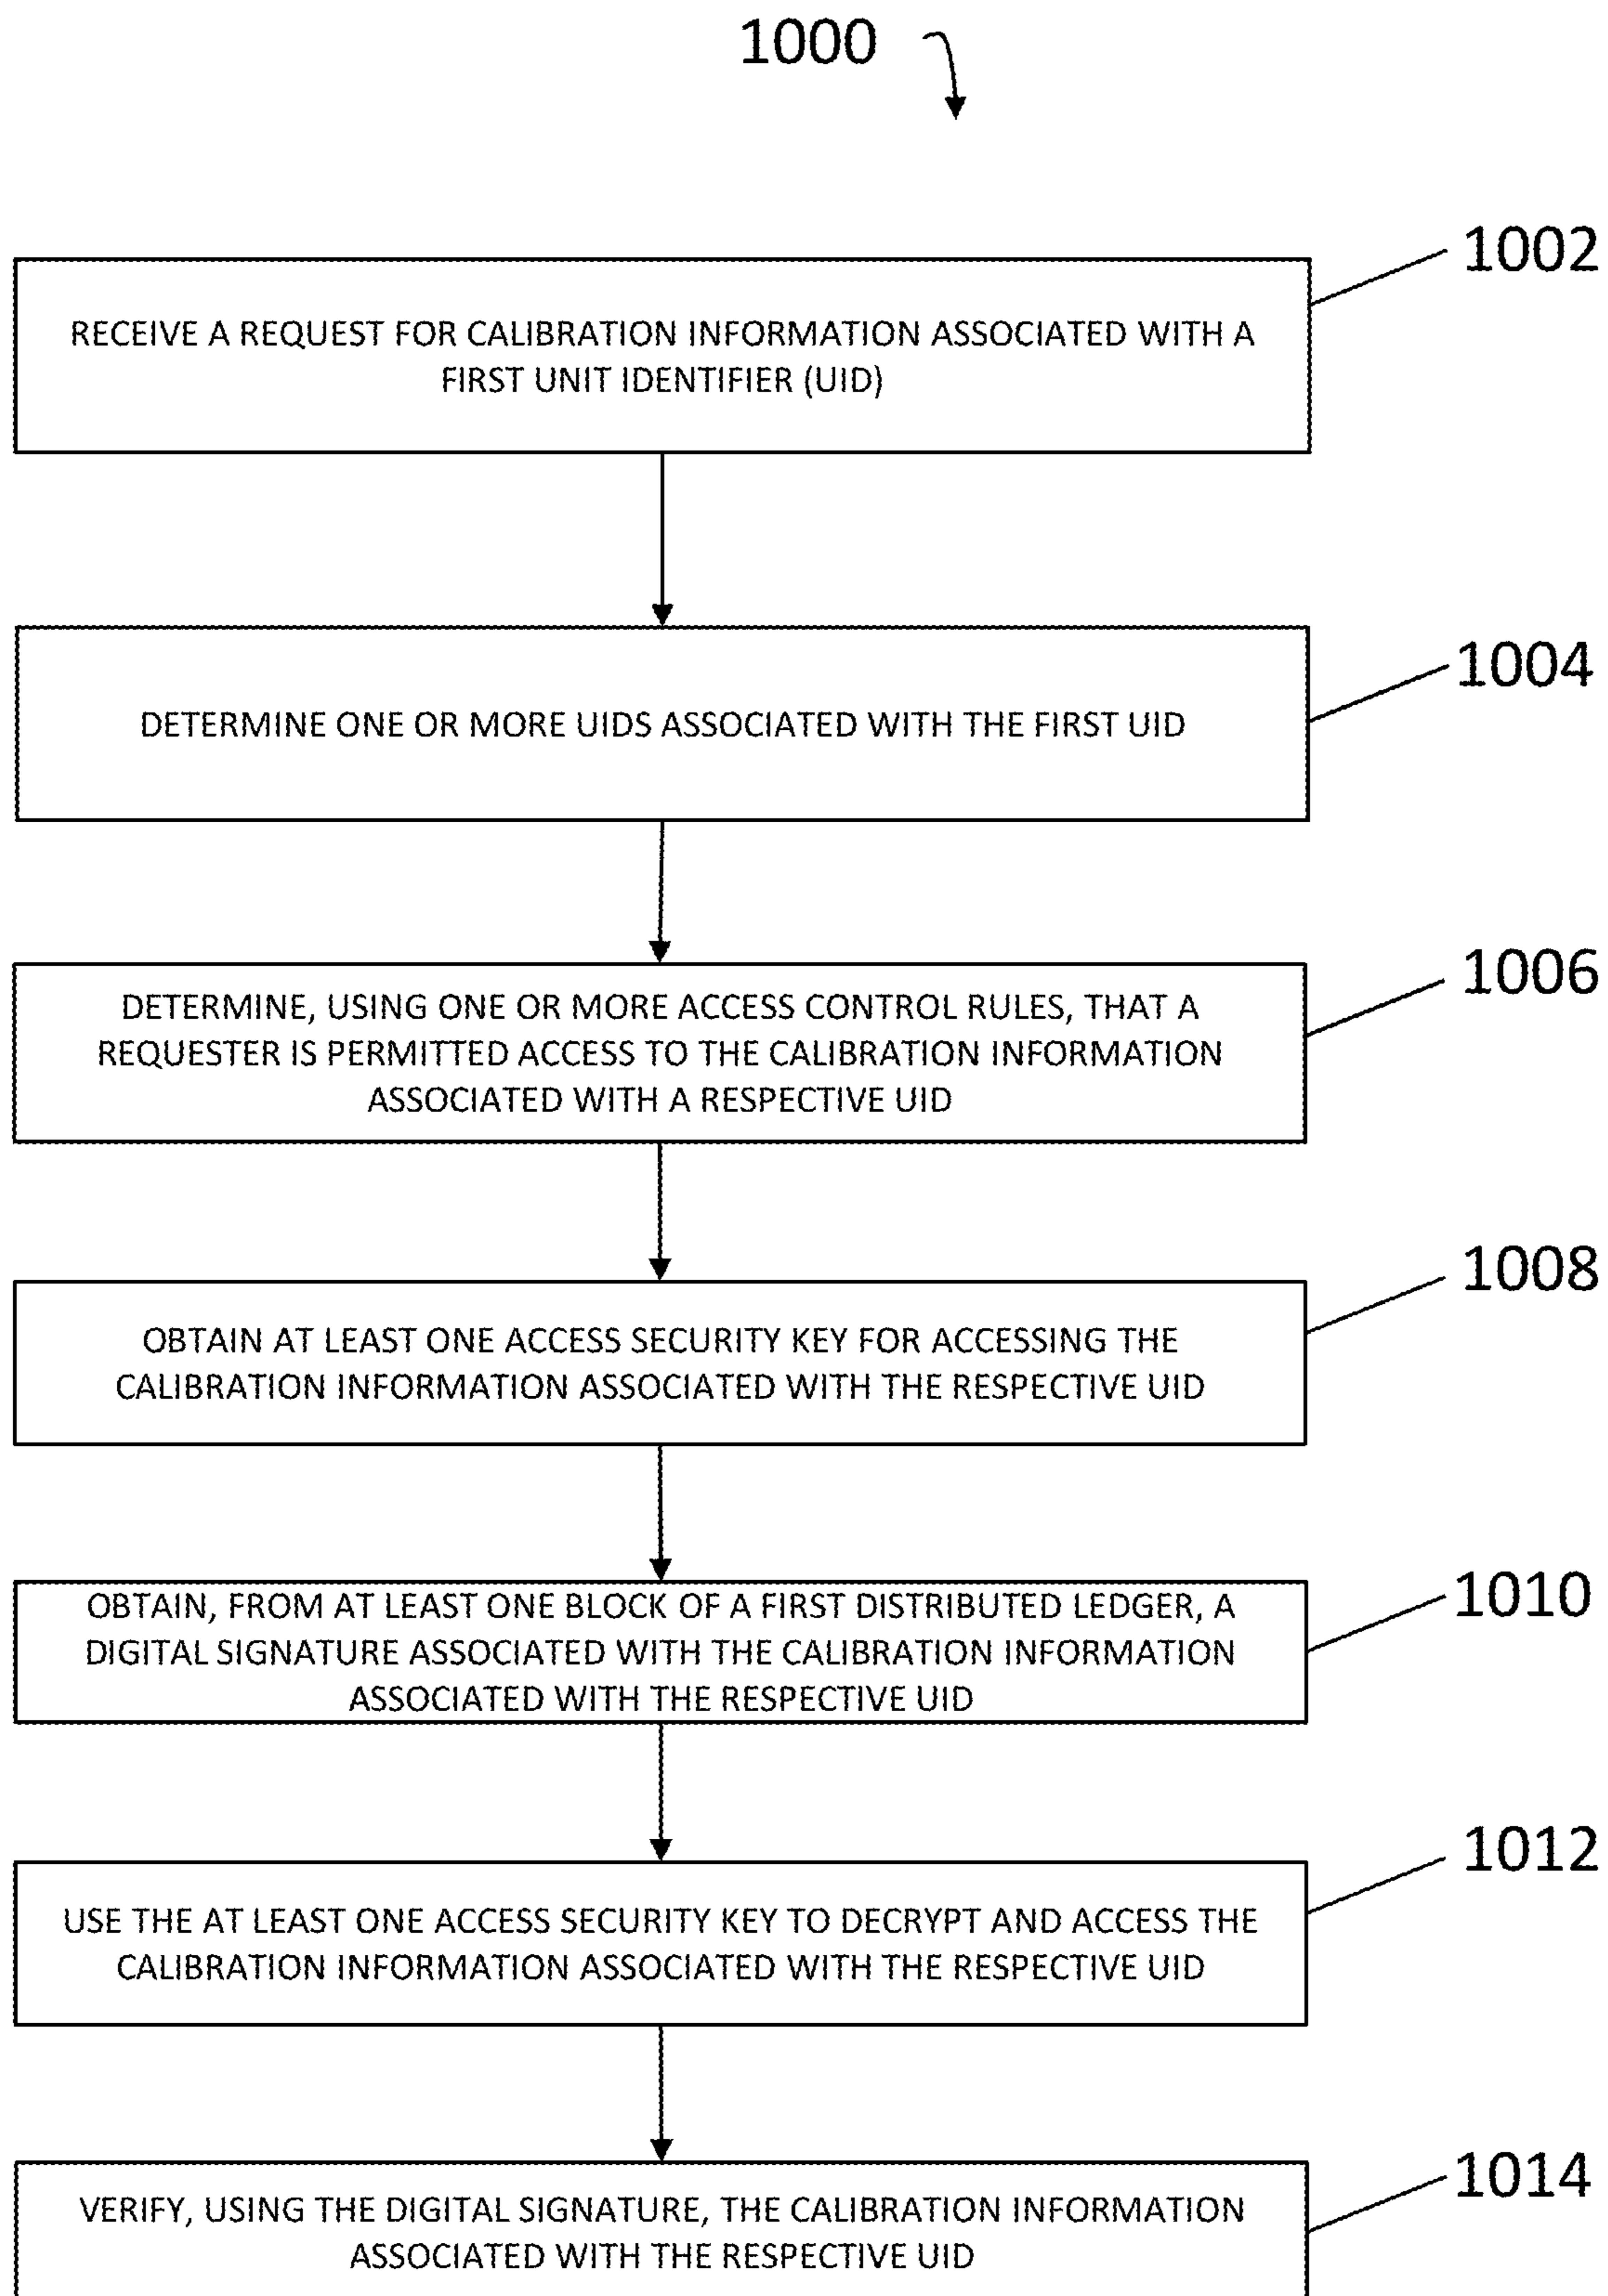 1000
1002
RECEIVE A REQUEST FOR CALIBRATION INFORMATION ASSOCIATED WITH A
FIRST UNIT IDENTIFIER (UID)
1004
DETERMINE ONE OR MORE UIDS ASSOCIATED WITH THE FIRST UID
1006
DETERMINE, USING ONE OR MORE ACCESS CONTROL RULES, THAT A
REQUESTER IS PERMITTED ACCESS TO THE CALIBRATION INFORMATION
ASSOCIATED WITH A RESPECTIVE UID
1008
OBTAIN AT LEAST ONE ACCESS SECURITY KEY FOR ACCESSING THE
CALIBRATION INFORMATION ASSOCIATED WITH THE RESPECTIVE UID
1010
OBTAIN, FROM AT LEAST ONE BLOCK OF A FIRST DISTRIBUTED LEDGER, A
DIGITAL SIGNATURE ASSOCIATED WITH THE CALIBRATION INFORMATION
ASSOCIATED WITH THE RESPECTIVE UID
1012
USE THE AT LEAST ONE ACCESS SECURITY KEY TO DECRYPT AND ACCESS THE
CALIBRATION INFORMATION ASSOCIATED WITH THE RESPECTIVE UID
1014
VERIFY, USING THE DIGITAL SIGNATURE, THE CALIBRATION INFORMATION
ASSOCIATED WITH THE RESPECTIVE UID